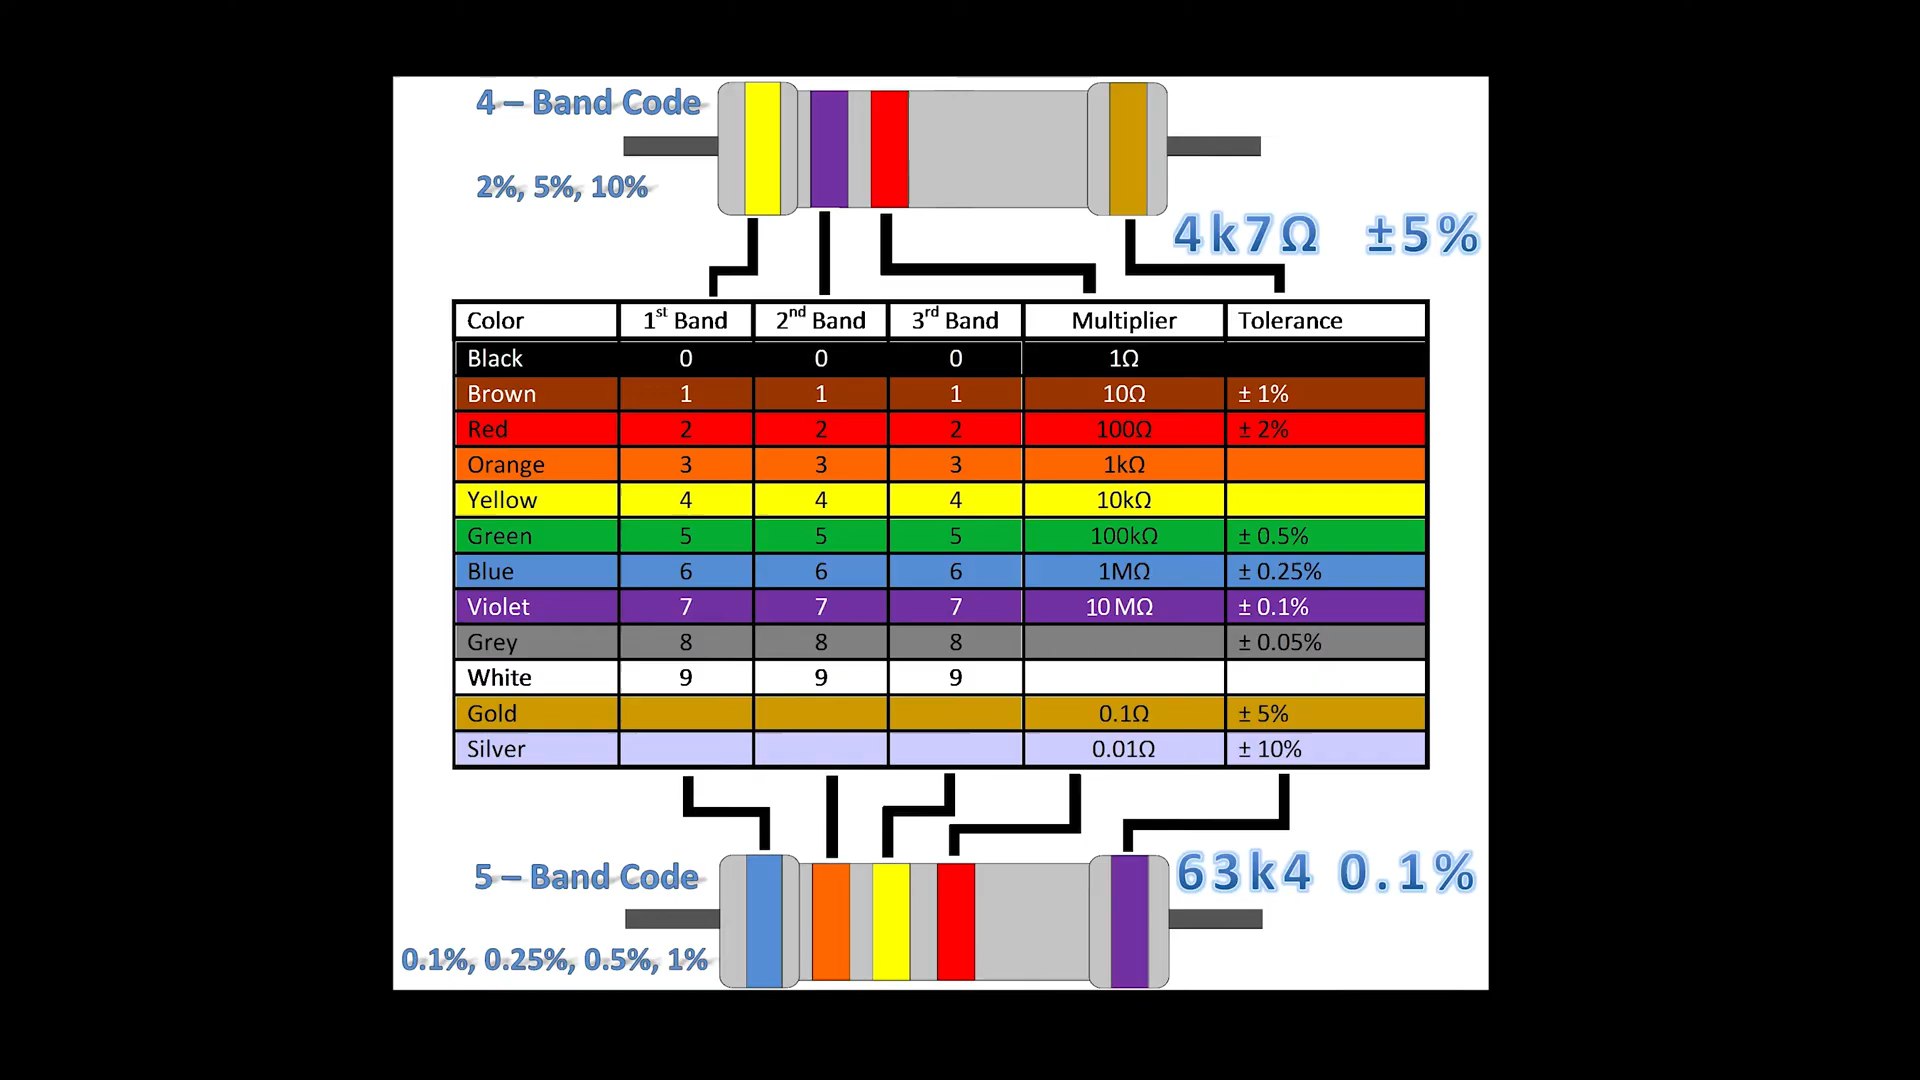 4 – Band Code
2%, 5%, 10%
4k7Ω ±5%
Color 1st Band 2nd Band 3rd Band Multiplier Tolerance
Black 0 0 0 1Ω
Brown 1 1 1 10Ω ± 1%
Red 2 2 2 100Ω ± 2%
Orange 3 3 3 1kΩ
Yellow 4 4 4 10kΩ
Green 5 5 5 100kΩ ± 0.5%
Blue 6 6 6 1MΩ ± 0.25%
Violet 7 7 7 10MΩ ± 0.1%
Grey 8 8 8 ± 0.05%
White 9 9 9
Gold 0.1Ω ± 5%
Silver 0.01Ω ± 10%
5 – Band Code
63k4 0.1%
0.1%, 0.25%, 0.5%, 1%